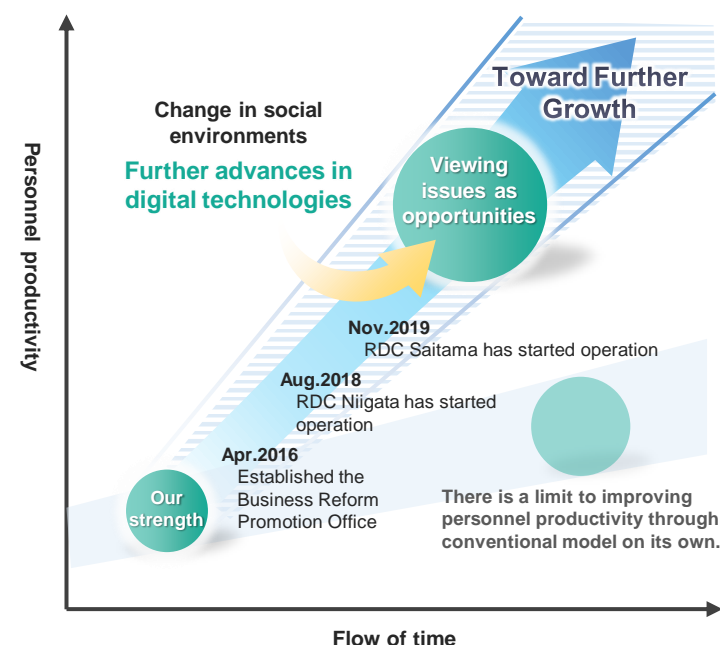 Toward Further
Growth
Change in social
environments
Further advances in
digital technologies
Viewing
issues as
opportunities
Personnel productivity
Nov.2019
RDC Saitama has started operation
Aug.2018
RDC Niigata has started
operation
Apr.2016
Established the
Business Reform
Promotion Office
Our
strength
There is a limit to improving
personnel productivity through
conventional model on its own.
Flow of time